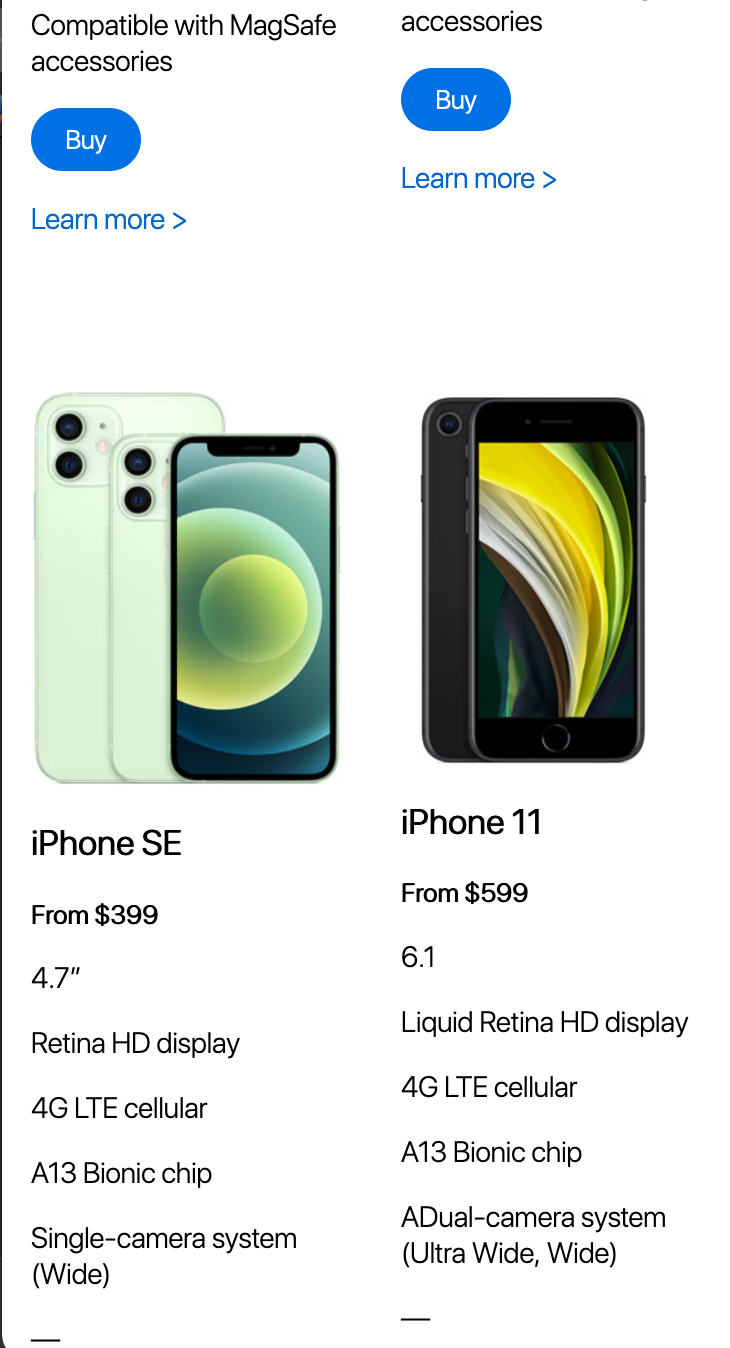 Compatible with MagSafe
accessories
Buy
Learn more >
accessories
Buy
Learn more >
iPhone SE
From $399
4.7”
Retina HD display
4G LTE cellular
A13 Bionic chip
Single-camera system
(Wide)
—
iPhone 11
From $599
6.1
Liquid Retina HD display
4G LTE cellular
A13 Bionic chip
ADual-camera system
(Ultra Wide, Wide)
—